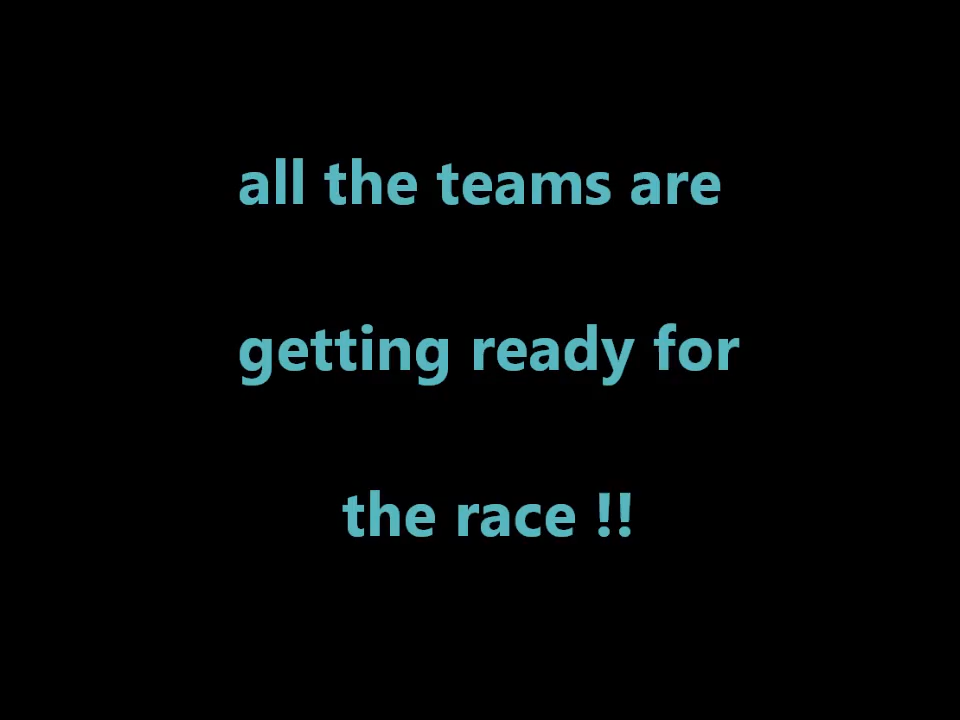 all the teams are
getting ready for
the race !!